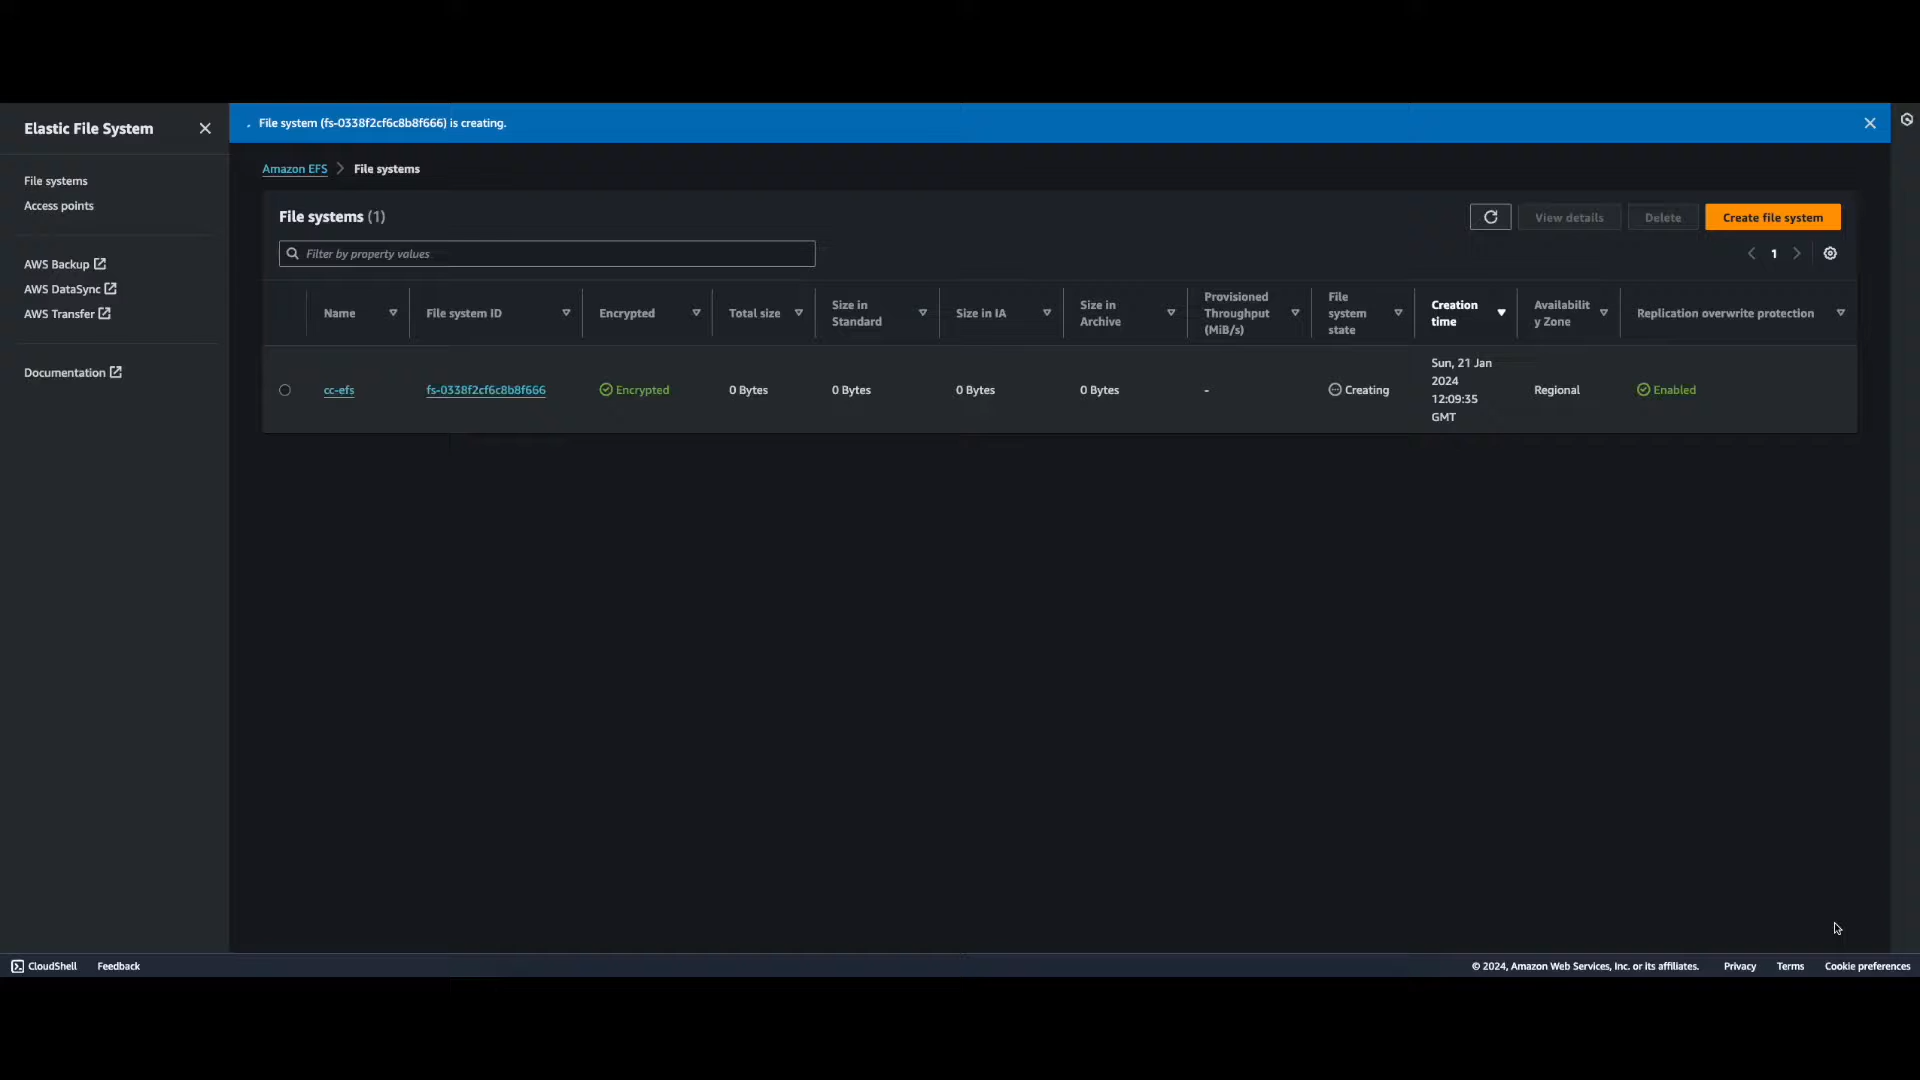 Elastic File System
File systems
Access points
AWS Backup
AWS DataSync
AWS Transfer
Documentation
File system (fs-0338f2cf6c8b8f666) is creating.
Amazon EFS
File systems
File systems (1)
View details
Delete
Create file system
Filter by property values
1
Name
File system ID
Encrypted
Total size
Size in
Standard
Size in IA
Size in
Archive
Provisioned
Throughput
(MiB/s)
File
system
state
Creation
time
Availabilit
y Zone
Replication overwrite protection
cc-efs
fs-0338f2cf6c8b8f666
Encrypted
0 Bytes
0 Bytes
0 Bytes
0 Bytes
-
Creating
Sun, 21 Jan
2024
12:09:35
GMT
Regional
Enabled
CloudShell
Feedback
© 2024, Amazon Web Services, Inc. or its affiliates.
Privacy
Terms
Cookie preferences